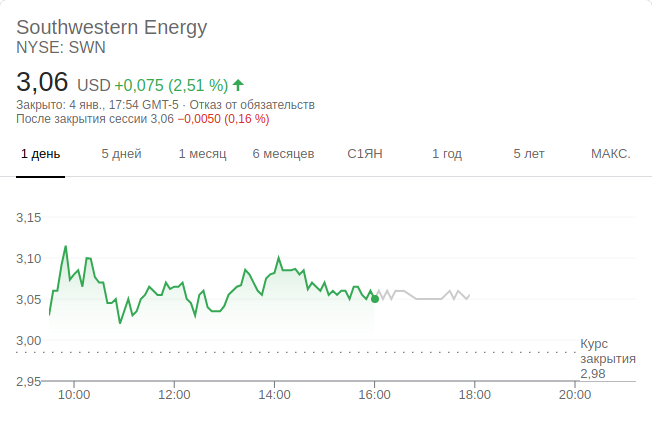 Southwestern Energy
NYSE: SWN
3,06 USD +0,075 (2,51 %)
Закрыто: 4 янв., 17:54 GMT-5 · Отказ от обязательств
После закрытия сессии 3,06 −0,0050 (0,16 %)
1 день 5 дней 1 месяц 6 месяцев С1ЯН 1 год 5 лет МАКС.
3,15
3,10
3,05
3,00
Курс
закрытия
2,98
2,95
10:00 12:00 14:00 16:00 18:00 20:00